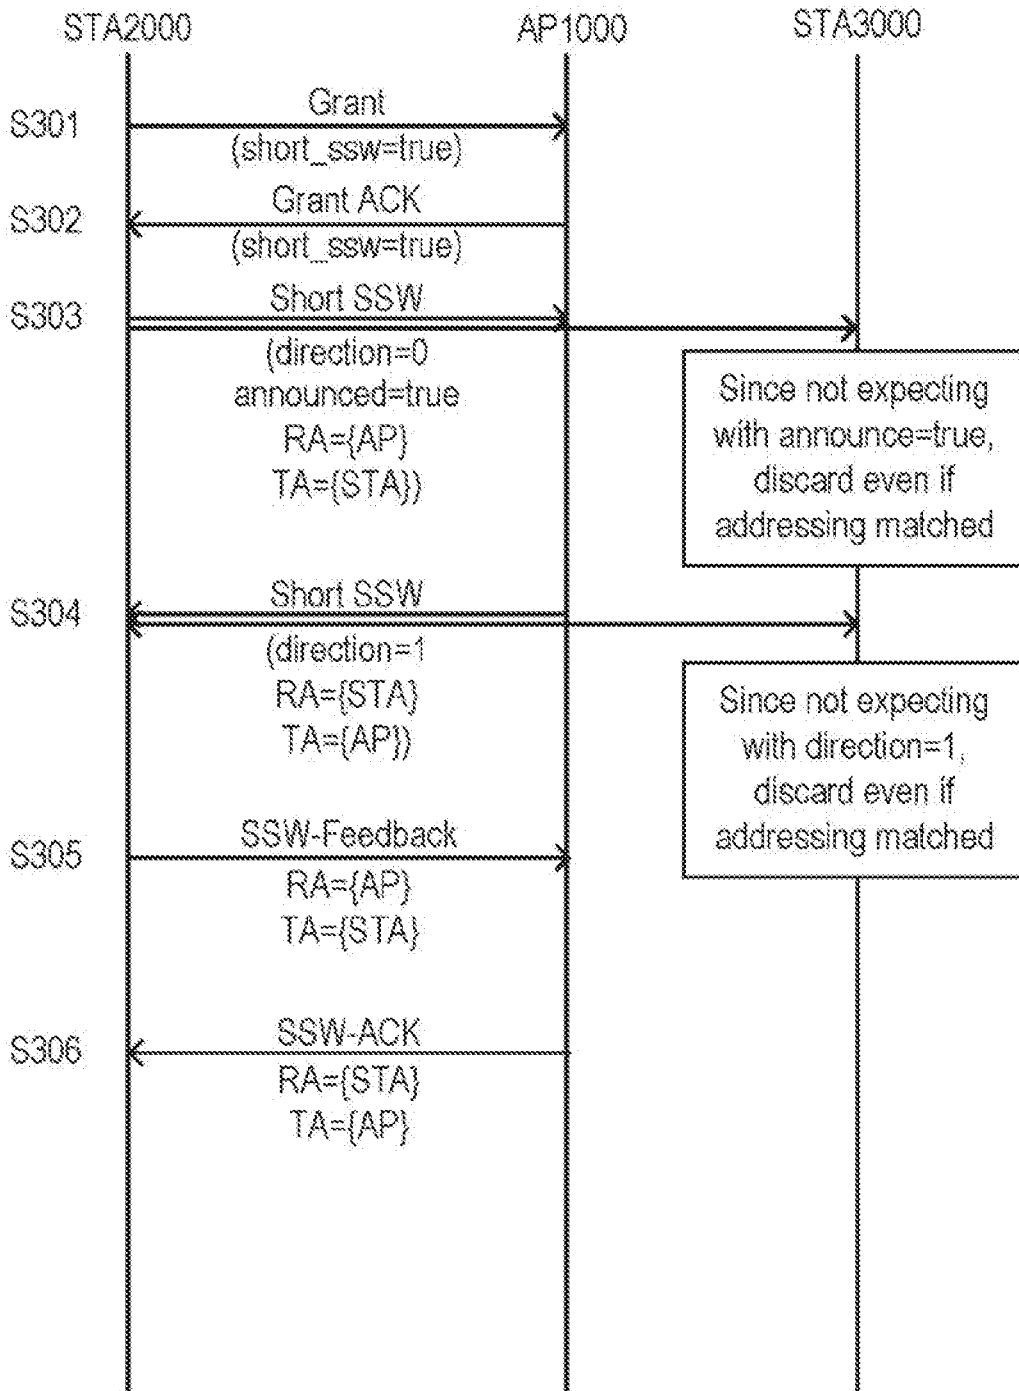 STA2000
AP1000
STA3000
S301
Grant
(short_ssw=true)
S302
Grant ACK
(short_ssw=true)
S303
Short SSW
(direction=0
announced=true
RA={AP}
TA={STA})
Since not expecting
with announce=true,
discard even if
addressing matched
S304
Short SSW
(direction=1
RA={STA}
TA={AP})
Since not expecting
with direction=1,
discard even if
addressing matched
S305
SSW-Feedback
RA={AP}
TA={STA}
S306
SSW-ACK
RA={STA}
TA={AP}